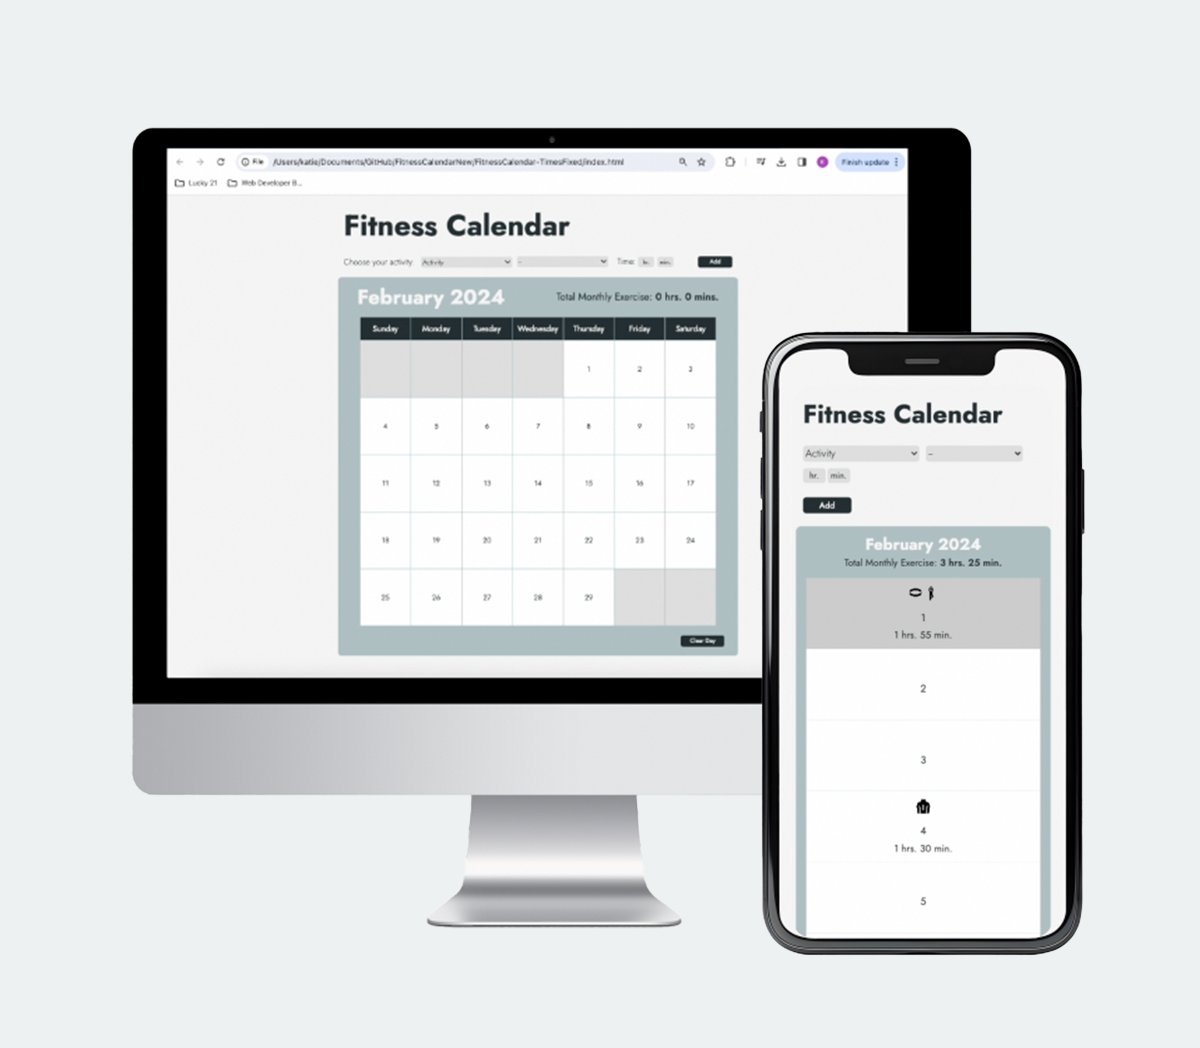 File /Users/katie/Documents/GitHub/FitnessCalendarNew/FitnessCalendar-TimesFixed/index.html Finish update
Lucky 21 Web Developer B...
Fitness Calendar
Choose your activity: Activity - Time: hr. min. Add
February 2024 Total Monthly Exercise: 0 hrs. 0 mins.
Sunday Monday Tuesday Wednesday Thursday Friday Saturday
1 2 3
4 5 6 7 8 9 10
11 12 13 14 15 16 17
18 19 20 21 22 23 24
25 26 27 28 29
Clear Day
Fitness Calendar
Activity -
hr. min.
Add
February 2024
Total Monthly Exercise: 3 hrs. 25 min.
1
1 hrs. 55 min.
2
3
4
1 hrs. 30 min.
5